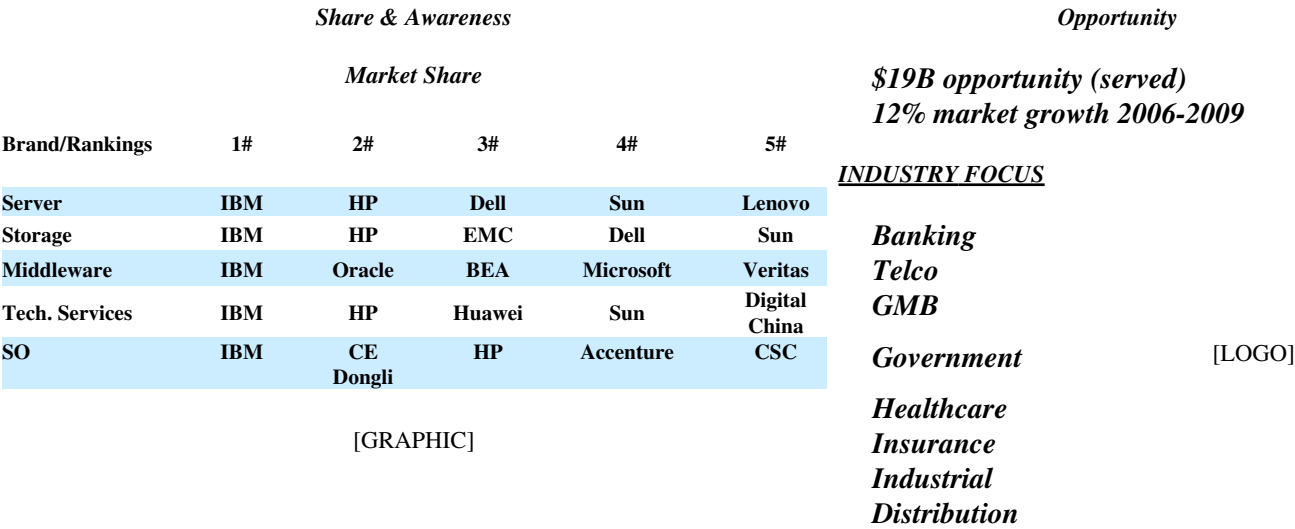 Share & Awareness
Market Share
Brand/Rankings 1# 2# 3# 4# 5#
Server IBM HP Dell Sun Lenovo
Storage IBM HP EMC Dell Sun
Middleware IBM Oracle BEA Microsoft Veritas
Tech. Services IBM HP Huawei Sun Digital
China
SO IBM CE HP Accenture CSC
Dongli
[GRAPHIC]
Opportunity
$19B opportunity (served)
12% market growth 2006-2009
INDUSTRY FOCUS
Banking
Telco
GMB
Government
[LOGO]
Healthcare
Insurance
Industrial
Distribution